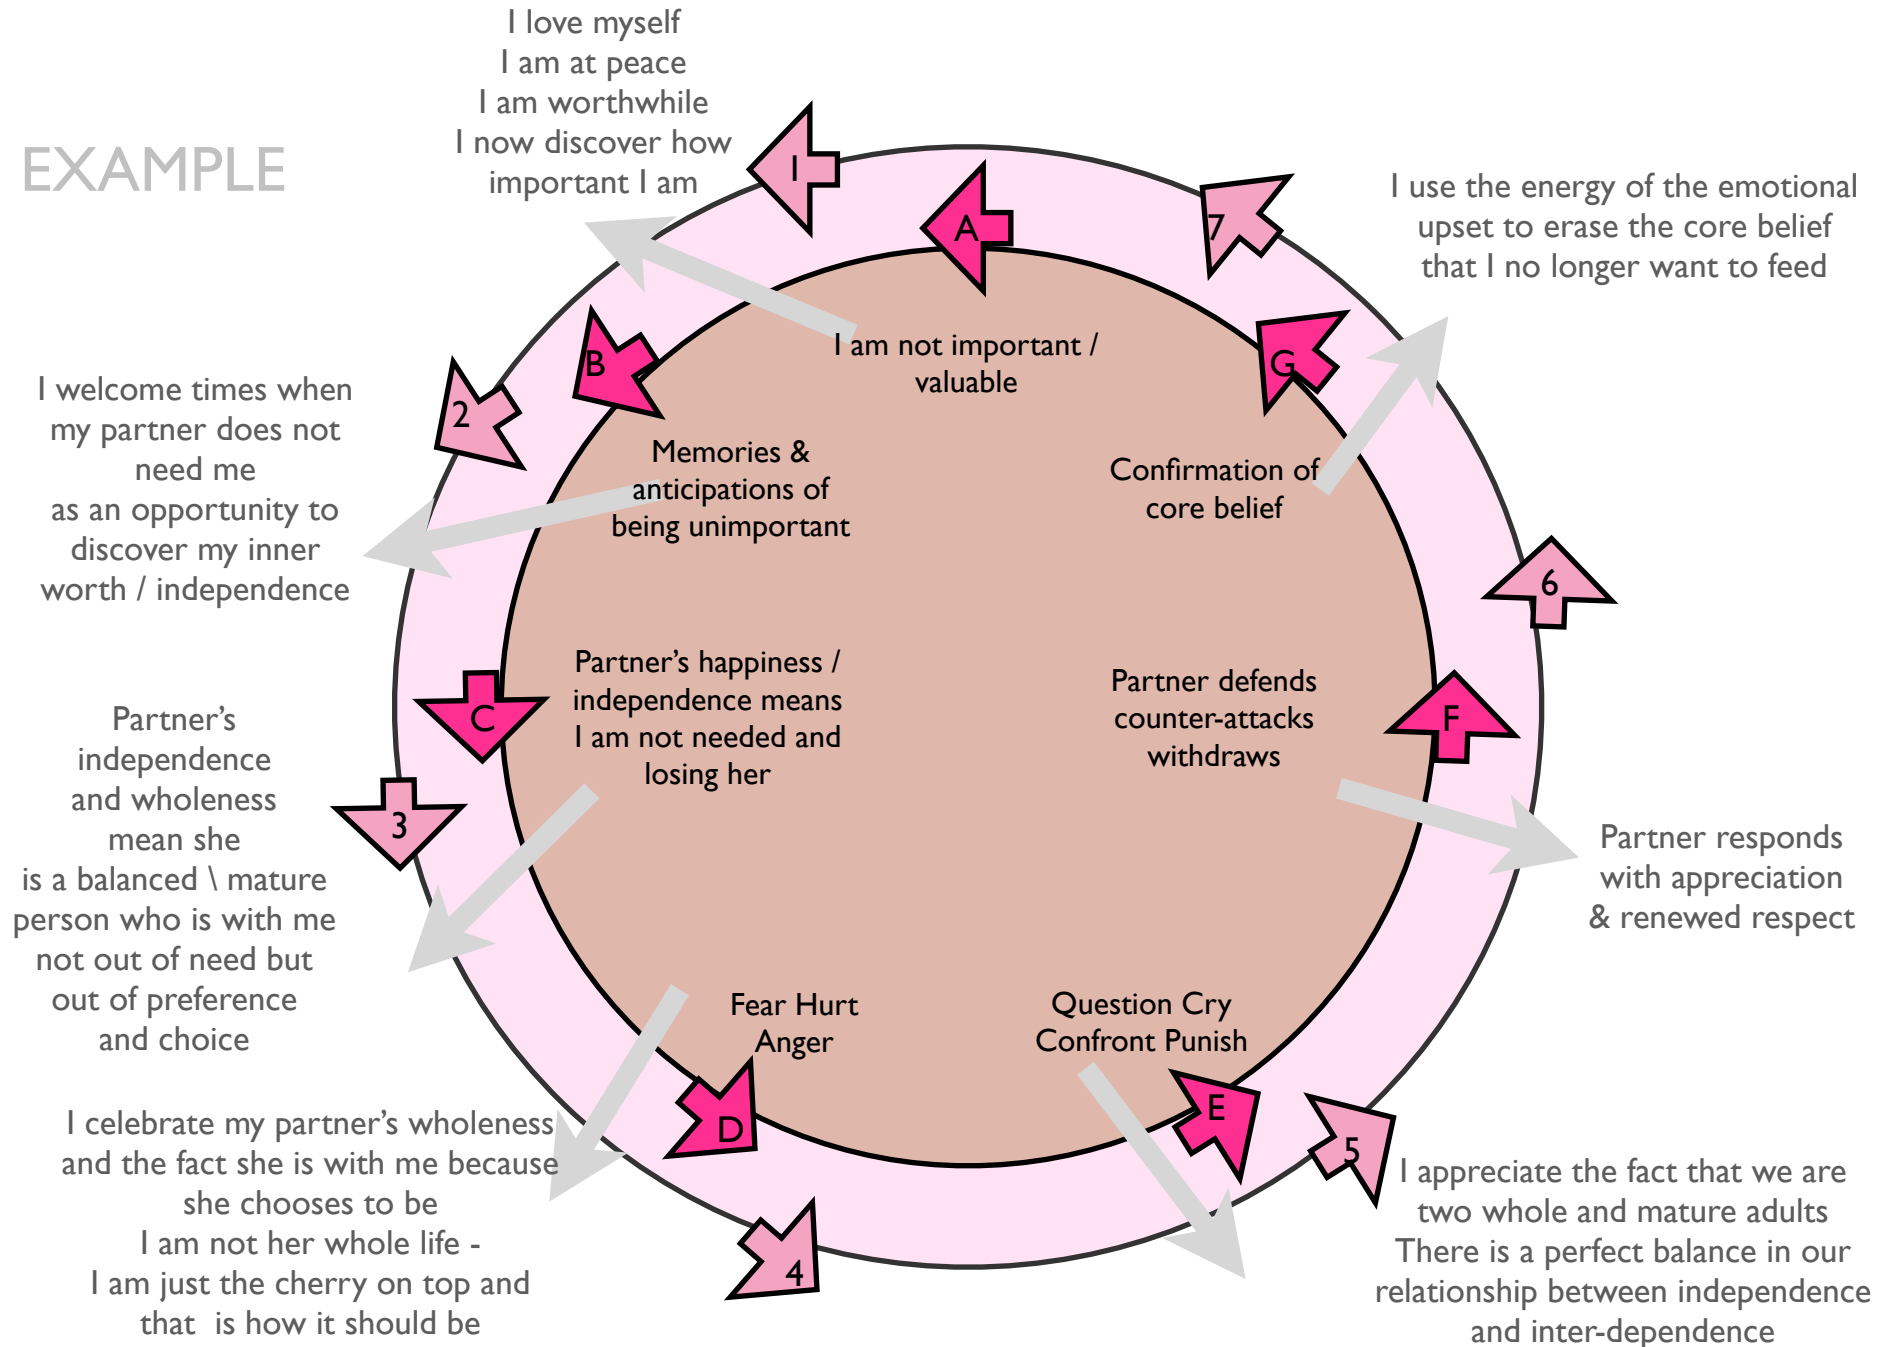 EXAMPLE
I love myself
I am at peace
I am worthwhile
I now discover how
important I am
1
A
7
I use the energy of the emotional
upset to erase the core belief
that I no longer want to feed
B
I am not important /
valuable
G
2
I welcome times when
my partner does not
need me
as an opportunity to
discover my inner
worth / independence
Memories &
anticipations of
being unimportant
Confirmation of
core belief
6
C
Partner's happiness /
independence means
I am not needed and
losing her
Partner defends
counter-attacks
withdraws
F
3
Partner's
independence
and wholeness
mean she
is a balanced \ mature
person who is with me
not out of need but
out of preference
and choice
Partner responds
with appreciation
& renewed respect
Fear Hurt
Anger
Question Cry
Confront Punish
D
E
5
4
I celebrate my partner's wholeness
and the fact she is with me because
she chooses to be
I am not her whole life -
I am just the cherry on top and
that  is how it should be
I appreciate the fact that we are
two whole and mature adults
There is a perfect balance in our
relationship between independence
and inter-dependence